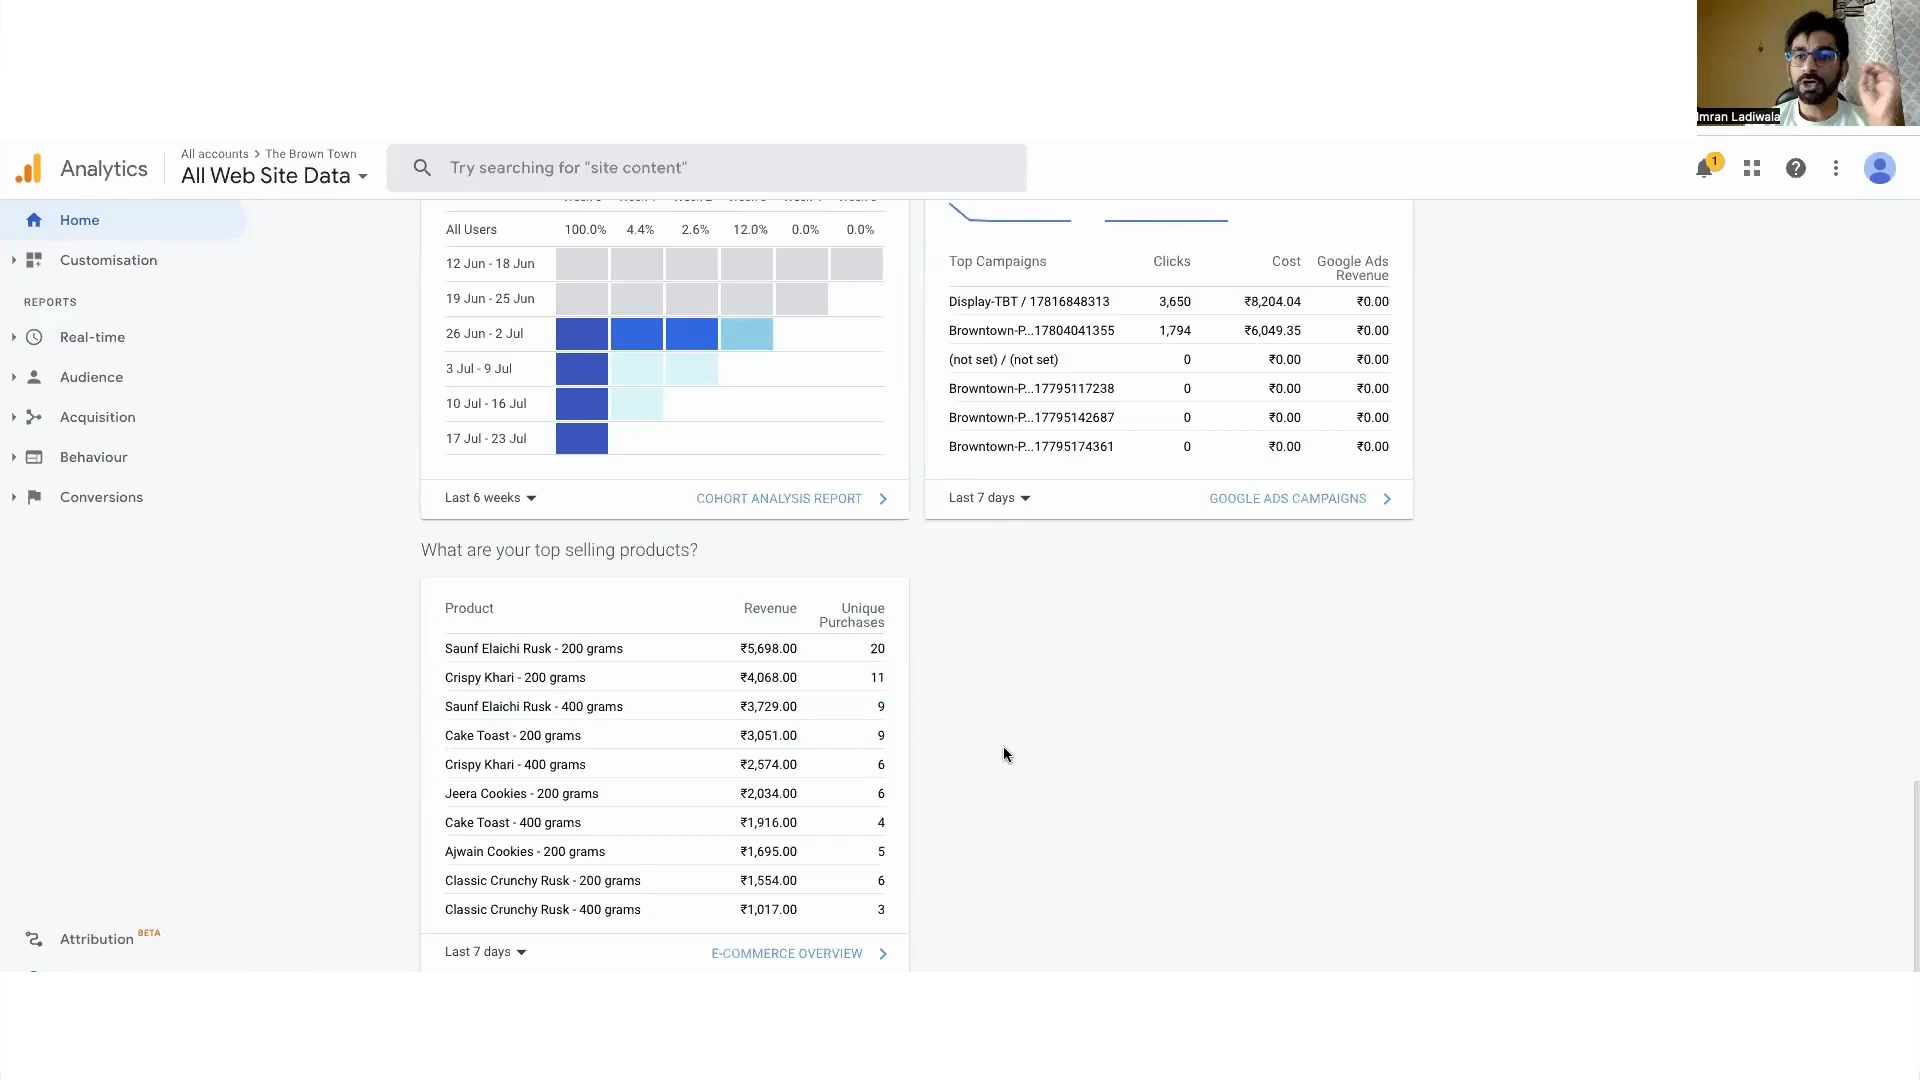 Imran Ladiwala
Analytics
All accounts > The Brown Town
All Web Site Data
Try searching for "site content"
1
Home
Customisation
REPORTS
Real-time
Audience
Acquisition
Behaviour
Conversions
Attribution BETA
All Users 100.0% 4.4% 2.6% 12.0% 0.0% 0.0%
12 Jun - 18 Jun
19 Jun - 25 Jun
26 Jun - 2 Jul
3 Jul - 9 Jul
10 Jul - 16 Jul
17 Jul - 23 Jul
Last 6 weeks
COHORT ANALYSIS REPORT
Top Campaigns Clicks Cost Google Ads
Revenue
Display-TBT / 17816848313 3,650 ₹8,204.04 ₹0.00
Browntown-P...17804041355 1,794 ₹6,049.35 ₹0.00
(not set) / (not set) 0 ₹0.00 ₹0.00
Browntown-P...17795117238 0 ₹0.00 ₹0.00
Browntown-P...17795142687 0 ₹0.00 ₹0.00
Browntown-P...17795174361 0 ₹0.00 ₹0.00
Last 7 days
GOOGLE ADS CAMPAIGNS
What are your top selling products?
Product Revenue Unique
Purchases
Saunf Elaichi Rusk - 200 grams ₹5,698.00 20
Crispy Khari - 200 grams ₹4,068.00 11
Saunf Elaichi Rusk - 400 grams ₹3,729.00 9
Cake Toast - 200 grams ₹3,051.00 9
Crispy Khari - 400 grams ₹2,574.00 6
Jeera Cookies - 200 grams ₹2,034.00 6
Cake Toast - 400 grams ₹1,916.00 4
Ajwain Cookies - 200 grams ₹1,695.00 5
Classic Crunchy Rusk - 200 grams ₹1,554.00 6
Classic Crunchy Rusk - 400 grams ₹1,017.00 3
Last 7 days
E-COMMERCE OVERVIEW